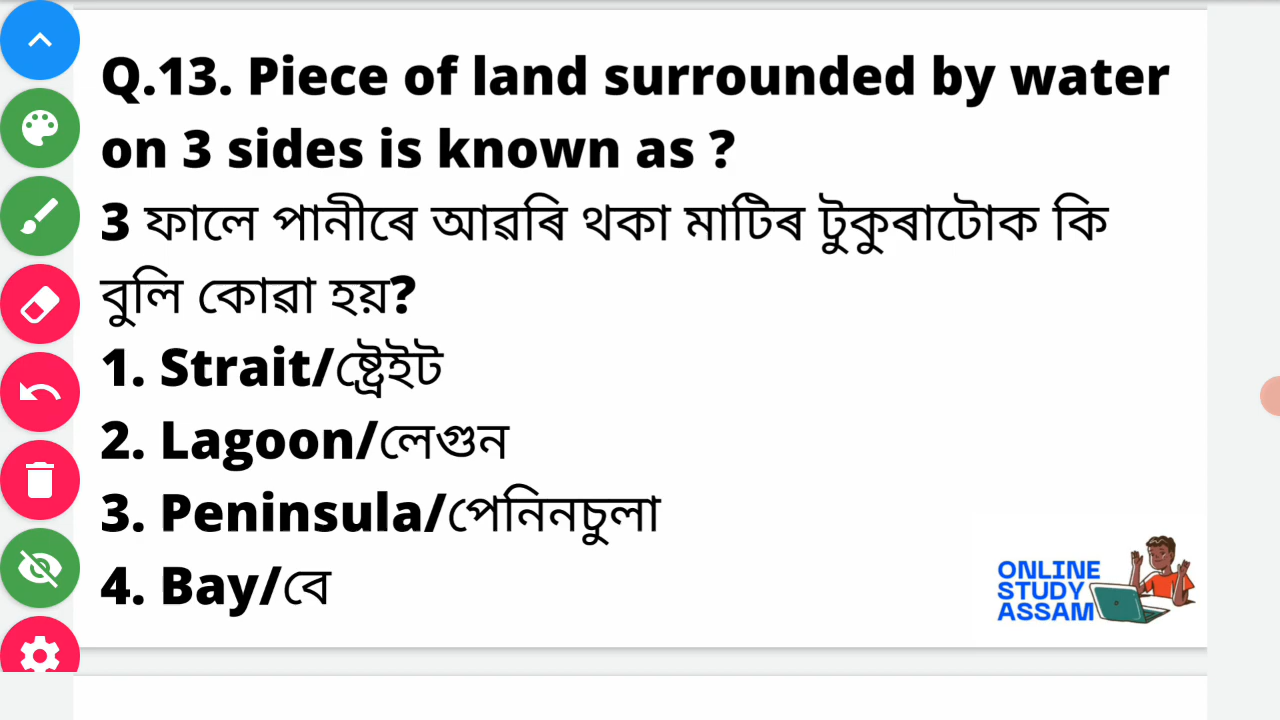 Q.13. Piece of land surrounded by water
on 3 sides is known as ?
3 ফালে পানীৰে আৱৰি থকা মাটিৰ টুকুৰাটোক কি
বুলি কোৱা হয়?
1. Strait/ষ্ট্ৰেইট
2. Lagoon/লেগুন
3. Peninsula/পেনিনচুলা
4. Bay/বে
ONLINE
STUDY
ASSAM